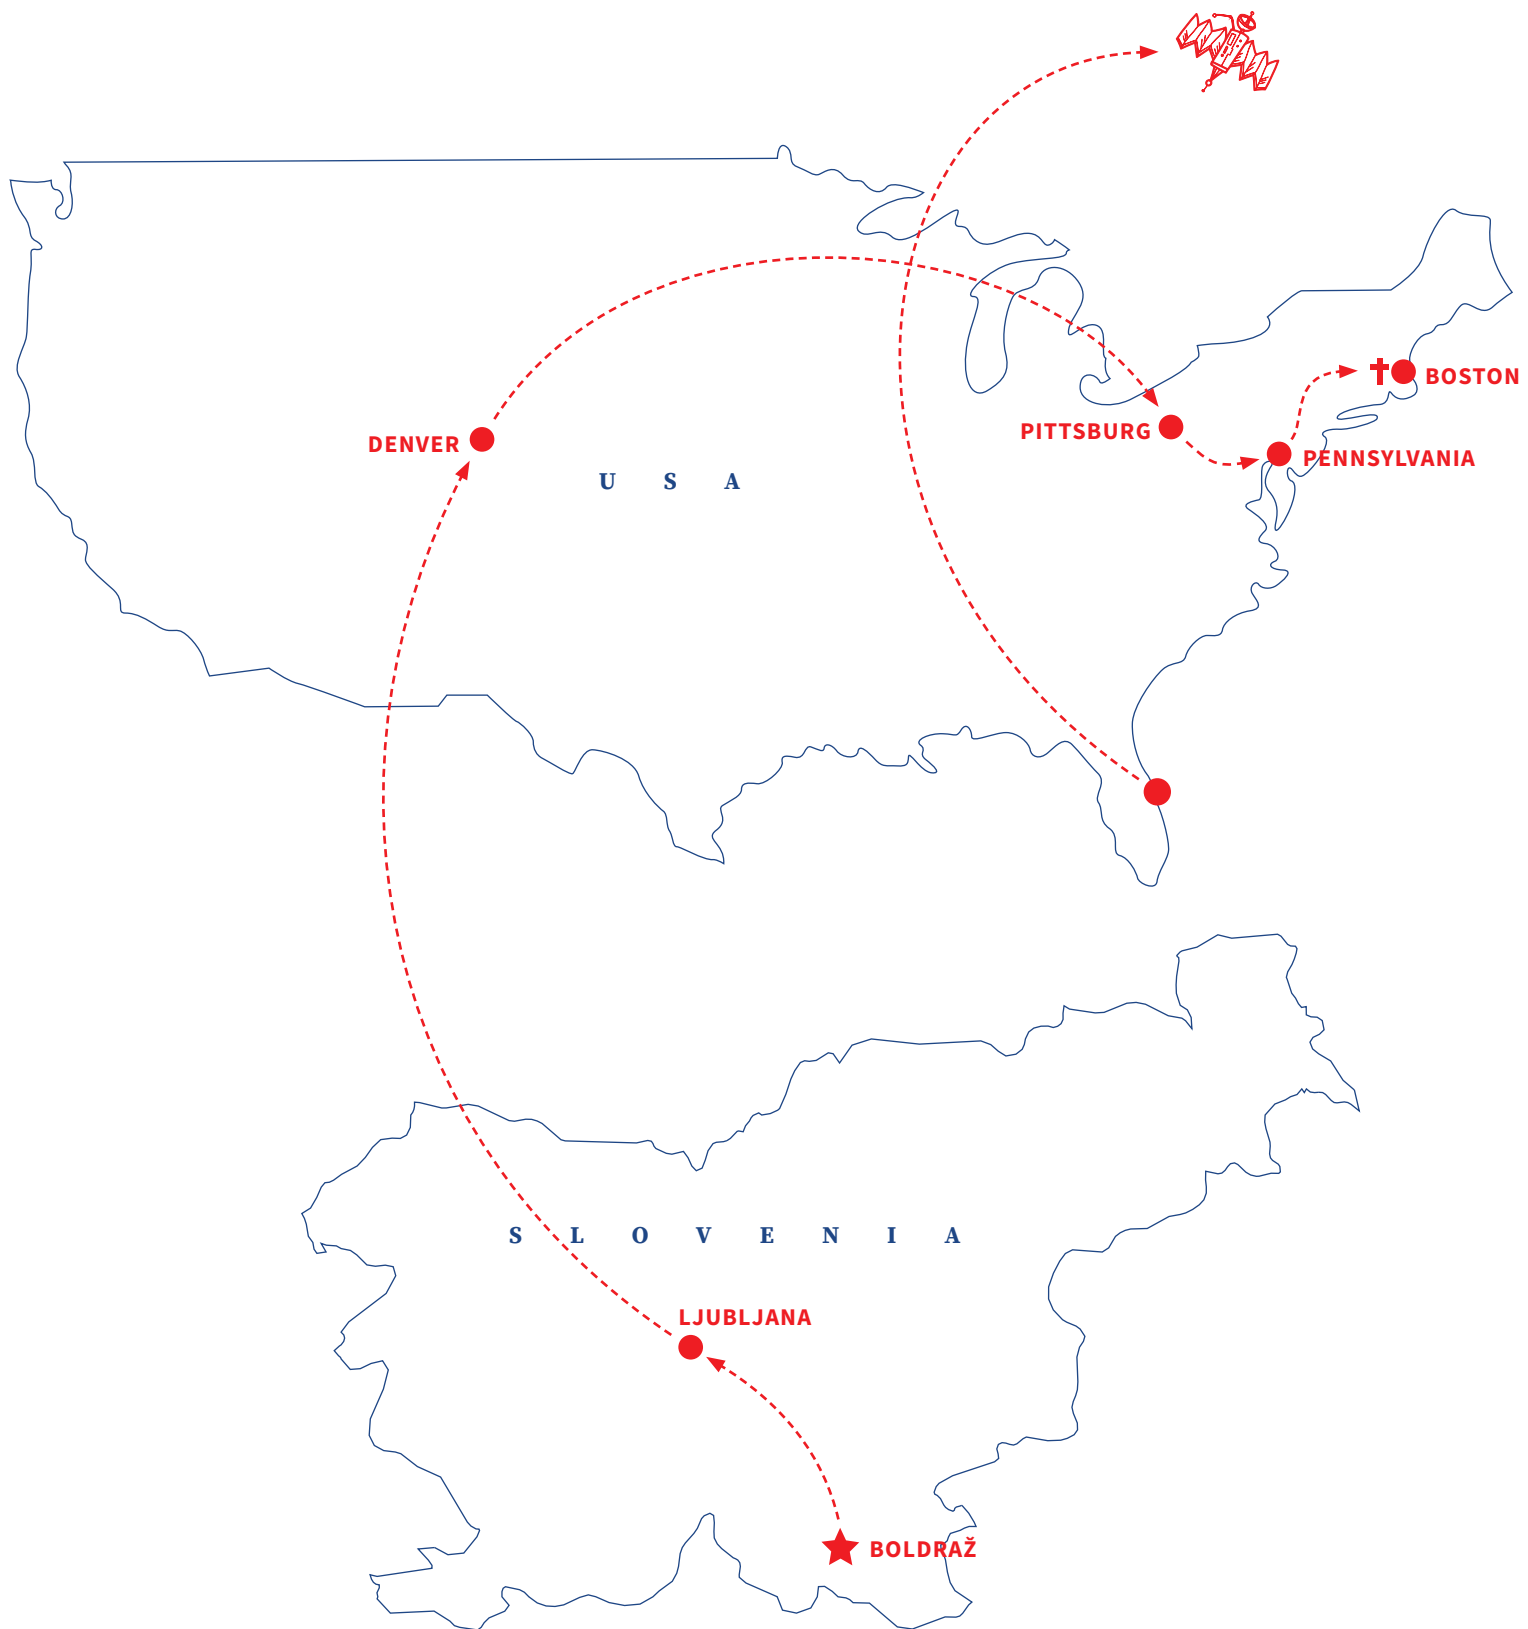 BOSTON
PITTSBURG
DENVER
PENNSYLVANIA
U S A
S L O V E N I A
LJUBLJANA
BOLDRAŽ